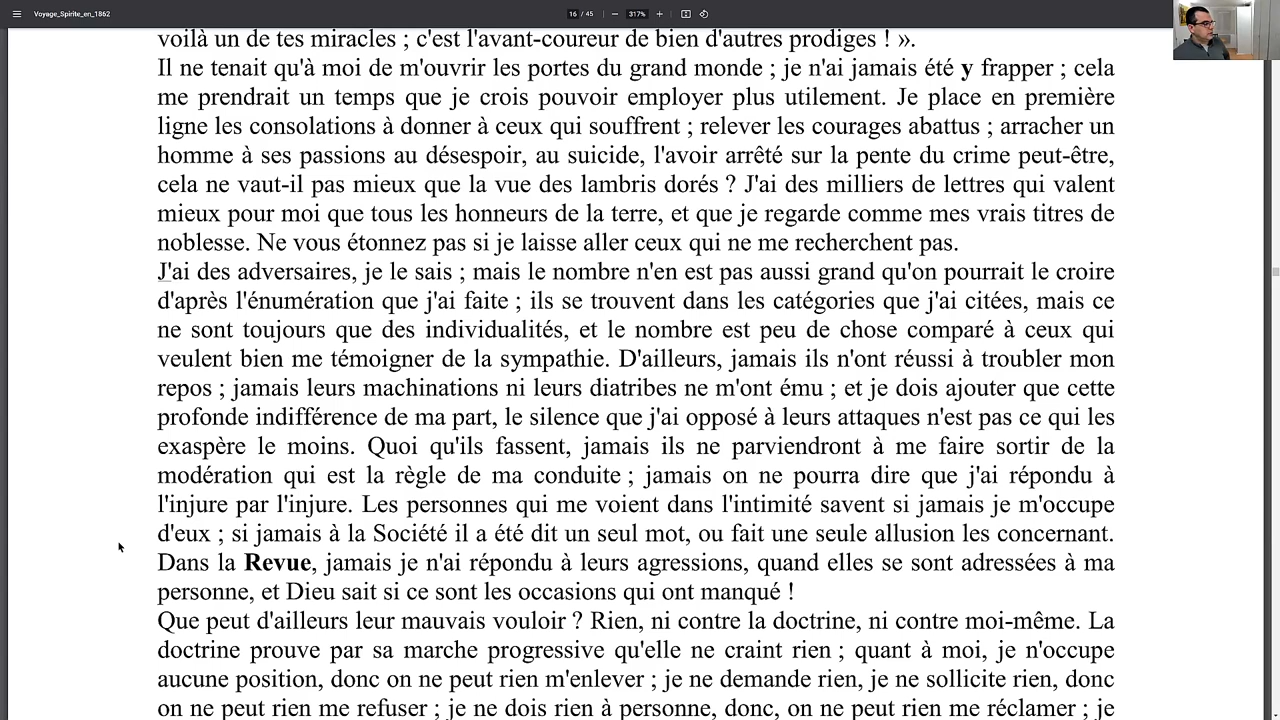 Voyage_Spirite_en_1862
16 / 45
317%
voilà un de tes miracles ; c'est l'avant-coureur de bien d'autres prodiges ! ».
Il ne tenait qu'à moi de m'ouvrir les portes du grand monde ; je n'ai jamais été y frapper ; cela
me prendrait un temps que je crois pouvoir employer plus utilement. Je place en première
ligne les consolations à donner à ceux qui souffrent ; relever les courages abattus ; arracher un
homme à ses passions au désespoir, au suicide, l'avoir arrêté sur la pente du crime peut-être,
cela ne vaut-il pas mieux que la vue des lambris dorés ? J'ai des milliers de lettres qui valent
mieux pour moi que tous les honneurs de la terre, et que je regarde comme mes vrais titres de
noblesse. Ne vous étonnez pas si je laisse aller ceux qui ne me recherchent pas.
J'ai des adversaires, je le sais ; mais le nombre n'en est pas aussi grand qu'on pourrait le croire
d'après l'énumération que j'ai faite ; ils se trouvent dans les catégories que j'ai citées, mais ce
ne sont toujours que des individualités, et le nombre est peu de chose comparé à ceux qui
veulent bien me témoigner de la sympathie. D'ailleurs, jamais ils n'ont réussi à troubler mon
repos ; jamais leurs machinations ni leurs diatribes ne m'ont ému ; et je dois ajouter que cette
profonde indifférence de ma part, le silence que j'ai opposé à leurs attaques n'est pas ce qui les
exaspère le moins. Quoi qu'ils fassent, jamais ils ne parviendront à me faire sortir de la
modération qui est la règle de ma conduite ; jamais on ne pourra dire que j'ai répondu à
l'injure par l'injure. Les personnes qui me voient dans l'intimité savent si jamais je m'occupe
d'eux ; si jamais à la Société il a été dit un seul mot, ou fait une seule allusion les concernant.
Dans la Revue, jamais je n'ai répondu à leurs agressions, quand elles se sont adressées à ma
personne, et Dieu sait si ce sont les occasions qui ont manqué !
Que peut d'ailleurs leur mauvais vouloir ? Rien, ni contre la doctrine, ni contre moi-même. La
doctrine prouve par sa marche progressive qu'elle ne craint rien ; quant à moi, je n'occupe
aucune position, donc on ne peut rien m'enlever ; je ne demande rien, je ne sollicite rien, donc
on ne peut rien me refuser ; je ne dois rien à personne, donc, on ne peut rien me réclamer ; je